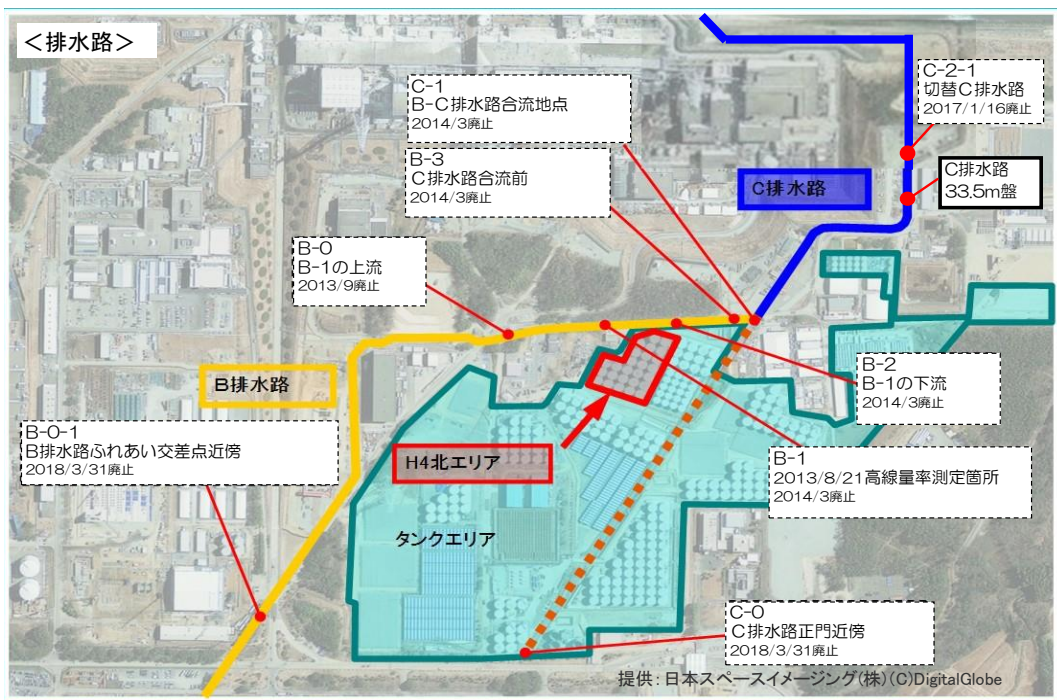 ＜排水路＞
C-1
B-C排水路合流地点
2014/3廃止
C-2-1
切替C排水路
2017/1/16廃止
B-3
C排水路合流前
2014/3廃止
C排水路
33.5m盤
C排水路
B-0
B-1の上流
2013/9廃止
B排水路
B-2
B-1の下流
2014/3廃止
B-0-1
B排水路ふれあい交差点近傍
2018/3/31廃止
H4北エリア
B-1
2013/8/21高線量率測定箇所
2014/3廃止
タンクエリア
C-0
C排水路正門近傍
2018/3/31廃止
提供：日本スペースイメージング(株)(C)DigitalGlobe